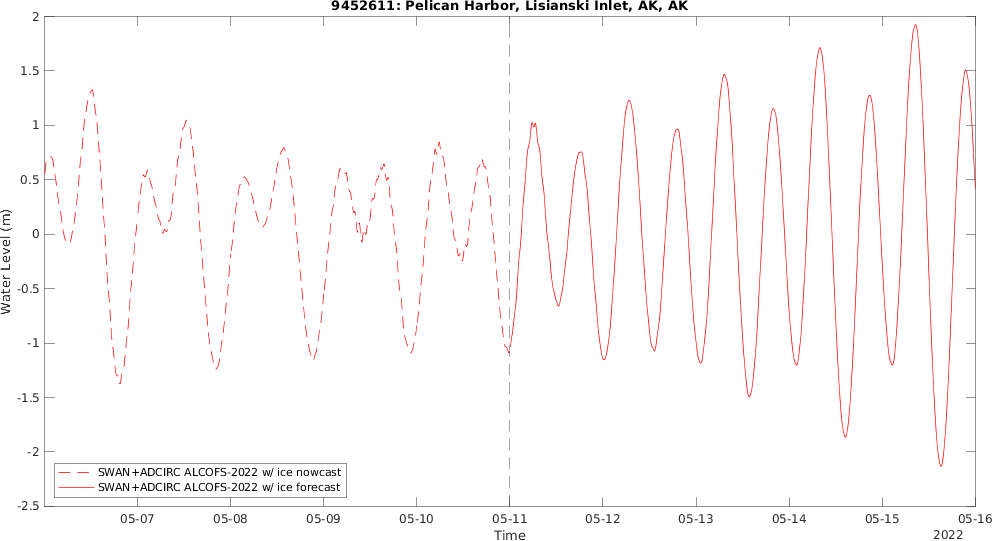 9452611: Pelican Harbor, Lisianski Inlet, AK, AK
Water Level (m)
2
1.5
1
0.5
0
-0.5
-1
-1.5
-2
-2.5
SWAN+ADCIRC ALCOFS-2022 w/ ice nowcast
SWAN+ADCIRC ALCOFS-2022 w/ ice forecast
05-07 05-08 05-09 05-10 05-11 05-12 05-13 05-14 05-15 05-16
Time
2022